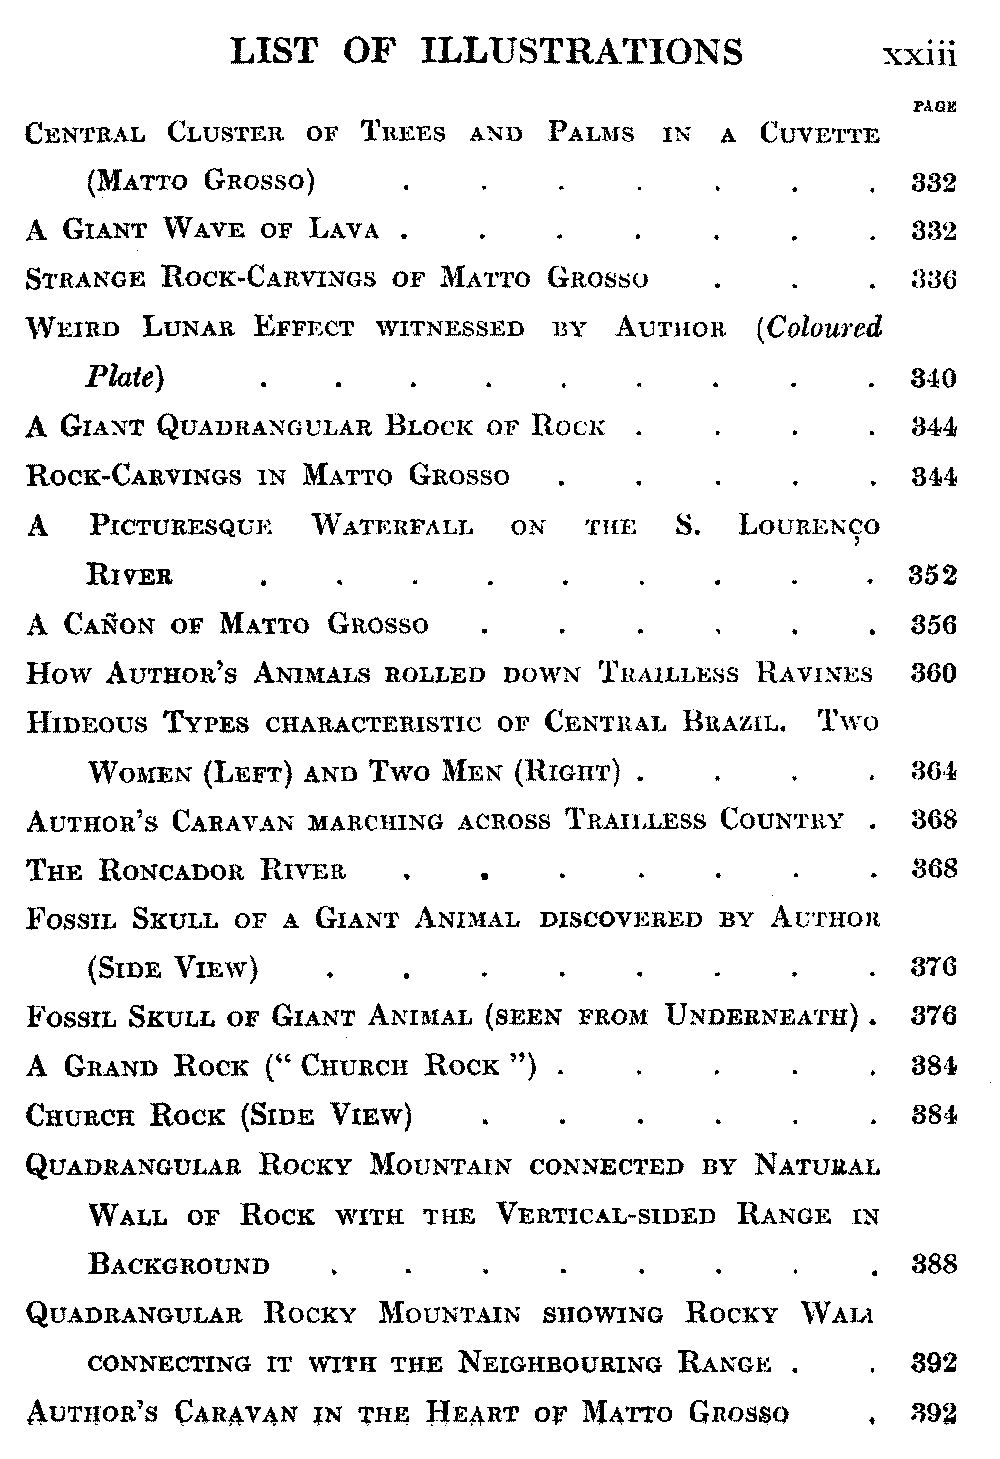 LIST OF ILLUSTRATIONS xxiii
PAGE
Central Cluster of Trees and Palms in a Cuvette
(Matto Grosso) . . . . . . . 332
A Giant Wave of Lava . . . . . . . 332
Strange Rock-Carvings of Matto Grosso . . . 336
Weird Lunar Effect witnessed by Author (Coloured
Plate) . . . . . . . . . 340
A Giant Quadrangular Block of Rock . . . . 344
Rock-Carvings in Matto Grosso . . . . . 344
A Picturesque Waterfall on the S. Lourenço
River . . . . . . . . . 352
A Cañon of Matto Grosso . . . . . . 356
How Author's Animals rolled down Trailless Ravines 360
Hideous Types characteristic of Central Brazil. Two
Women (Left) and Two Men (Right) . . . . 364
Author's Caravan marching across Trailless Country . 368
The Roncador River . . . . . . . 368
Fossil Skull of a Giant Animal discovered by Author
(Side View) . . . . . . . . 376
Fossil Skull of Giant Animal (seen from Underneath) . 376
A Grand Rock (" Church Rock ") . . . . . 384
Church Rock (Side View) . . . . . . 384
Quadrangular Rocky Mountain connected by Natural
Wall of Rock with the Vertical-sided Range in
Background . . . . . . . . 388
Quadrangular Rocky Mountain showing Rocky Wall
connecting it with the Neighbouring Range . . 392
Author's Caravan in the Heart of Matto Grosso . 392